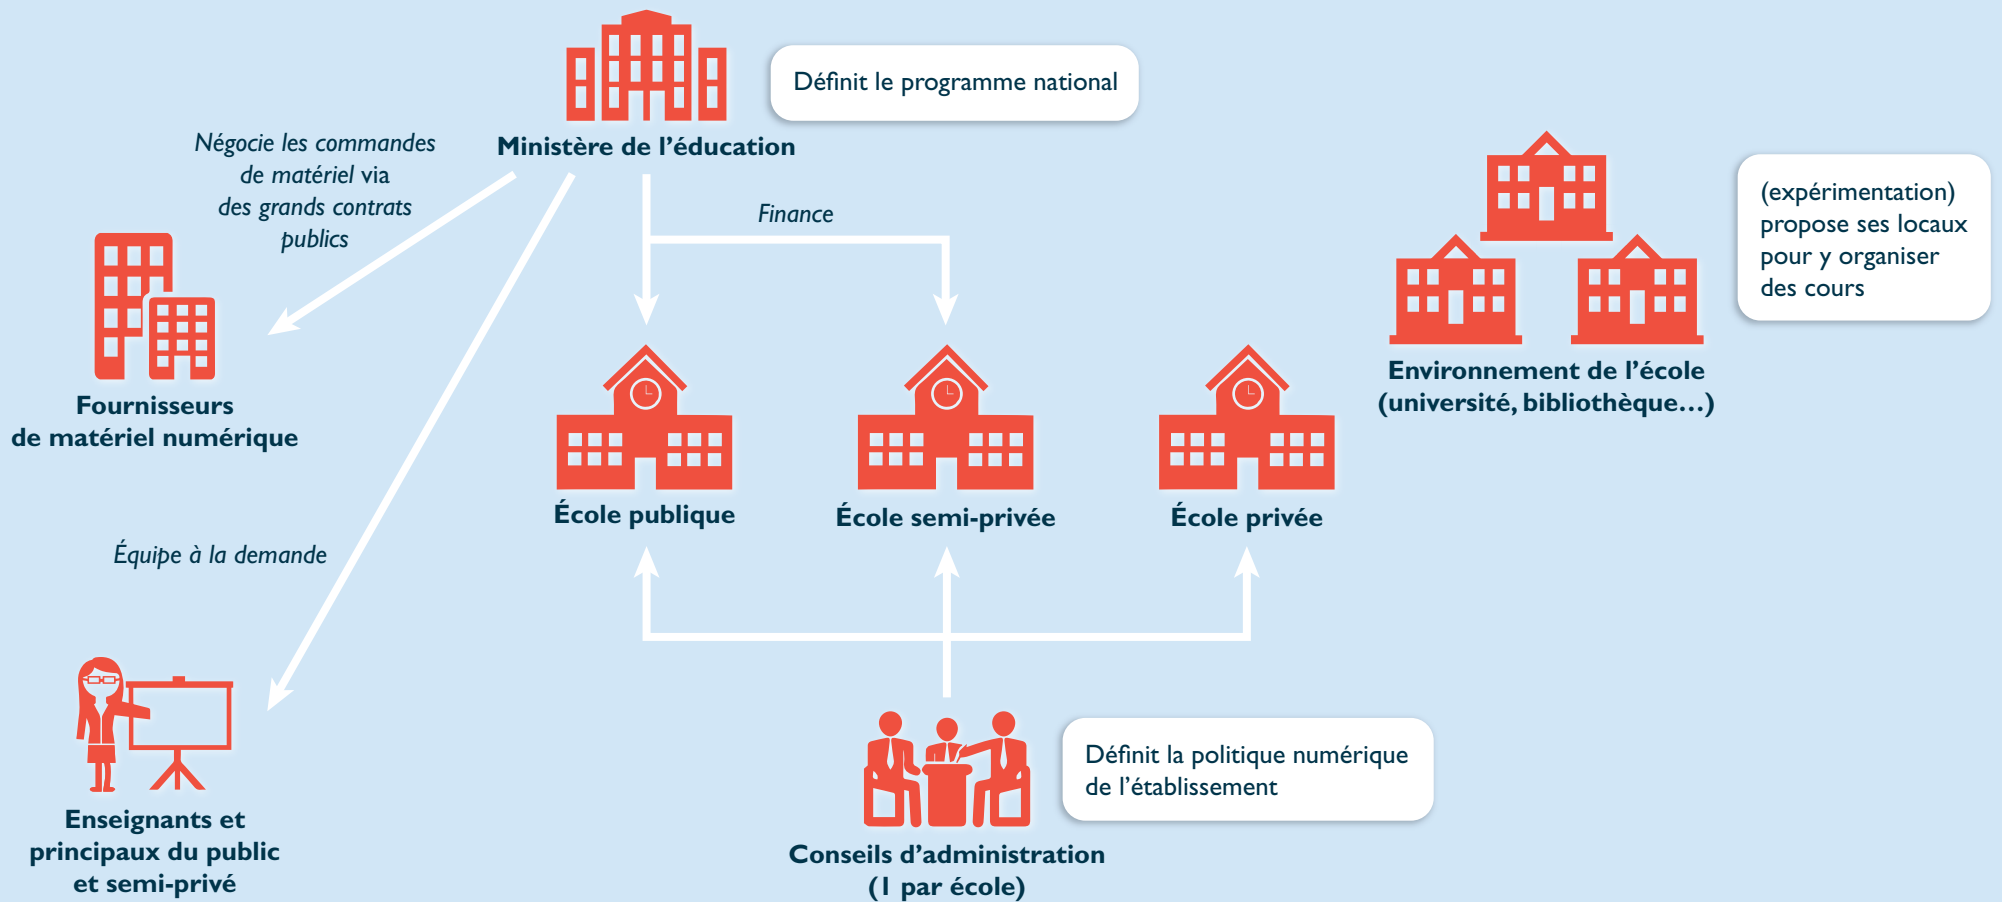 Définit le programme national
Ministère de l’éducation
Négocie les commandes
de matériel via
des grands contrats
publics
Finance
(expérimentation)
propose ses locaux
pour y organiser
des cours
Fournisseurs
de matériel numérique
Environnement de l’école
(université, bibliothèque…)
École publique
École semi-privée
École privée
Équipe à la demande
Définit la politique numérique
de l’établissement
Enseignants et
principaux du public
et semi-privé
Conseils d’administration
(1 par école)